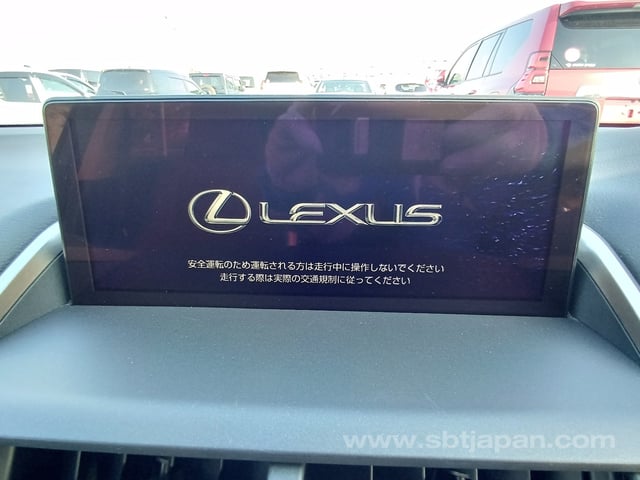 LEXUS
安全運転のため運転される方は走行中に操作しないでください
走行する際は実際の交通規制に従ってください
www.sbtjapan.com